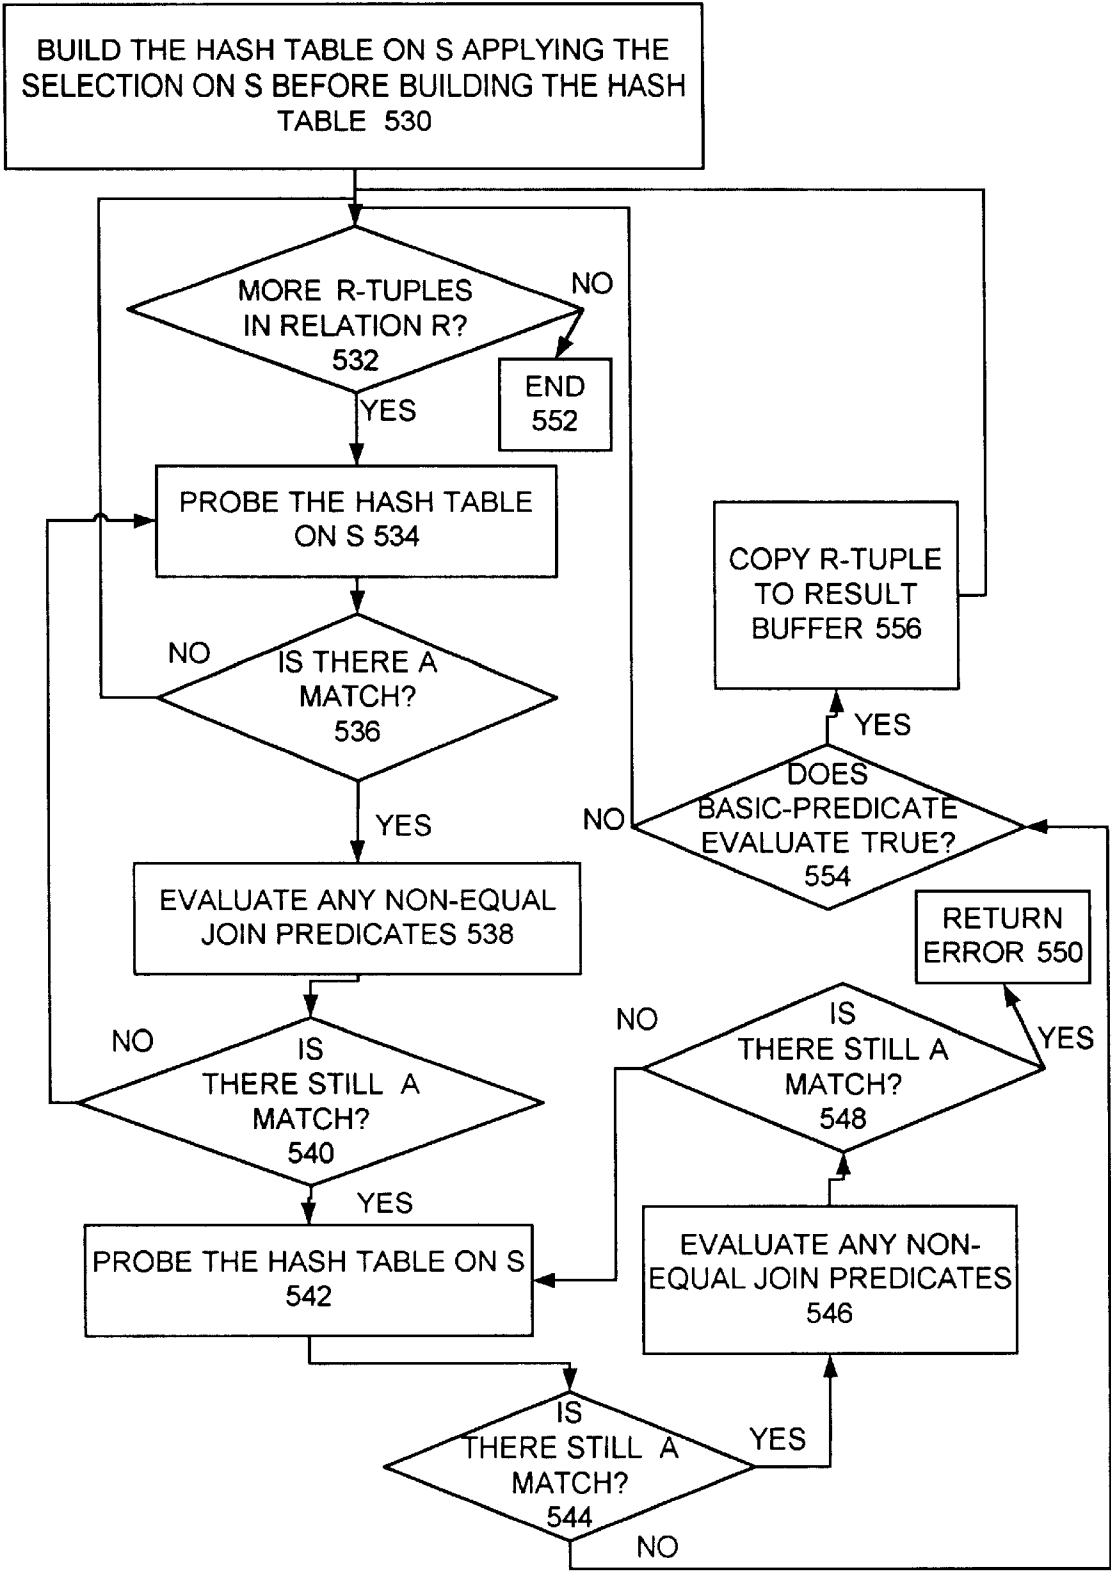 BUILD THE HASH TABLE ON S APPLYING THE
SELECTION ON S BEFORE BUILDING THE HASH
TABLE 530
MORE R-TUPLES
IN RELATION R?
532
NO
END
552
YES
PROBE THE HASH TABLE
ON S 534
NO
IS THERE A
MATCH?
536
YES
EVALUATE ANY NON-EQUAL
JOIN PREDICATES 538
NO
IS
THERE STILL A
MATCH?
540
YES
PROBE THE HASH TABLE ON S
542
IS
THERE STILL A
MATCH?
544
YES
NO
EVALUATE ANY NON-
EQUAL JOIN PREDICATES
546
IS
THERE STILL A
MATCH?
548
NO
YES
RETURN
ERROR 550
DOES
BASIC-PREDICATE
EVALUATE TRUE?
554
NO
YES
COPY R-TUPLE
TO RESULT
BUFFER 556